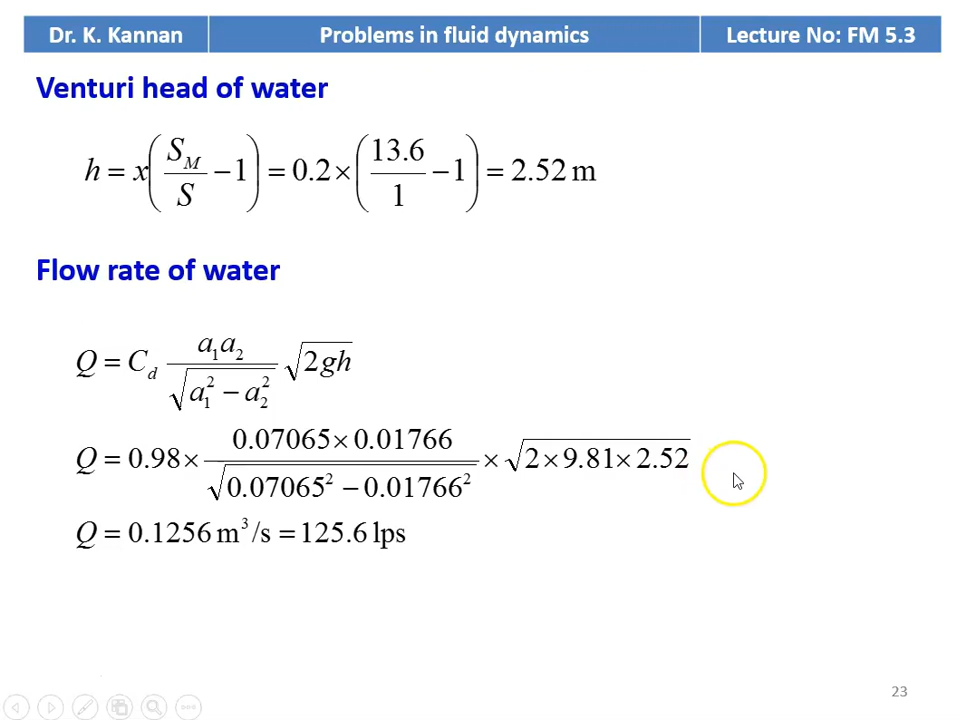 Dr. K. Kannan Problems in fluid dynamics Lecture No: FM 5.3
Venturi head of water
h = x(S_M/S − 1) = 0.2 × (13.6/1 − 1) = 2.52 m
Flow rate of water
Q = C_d a₁a₂/√(a₁² − a₂²) √(2gh)
Q = 0.98 × (0.07065 × 0.01766)/√(0.07065² − 0.01766²) × √(2 × 9.81 × 2.52)
Q = 0.1256 m³/s = 125.6 lps
23